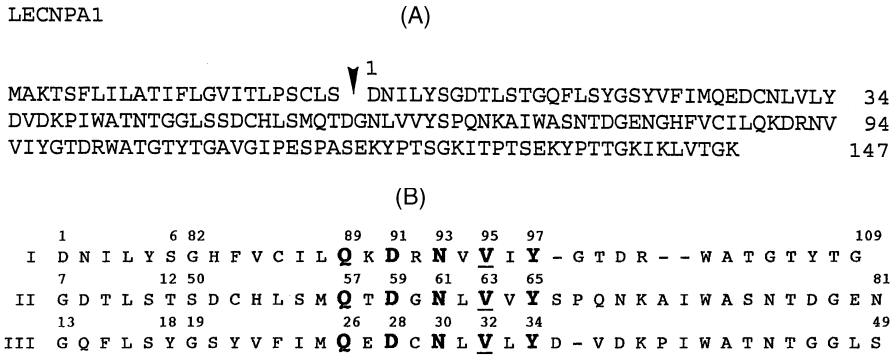 LECNPA1 (A)
1
MAKTSFLILATIFLGVITLPSCLS DNILYSGDTLSTGQFLSYGSYVFIMQEDCNLVLY 34
DVDKPIWATNTGGLSSDCHLSMQTDGNLVVYSPQNKAIWASNTDGENGHFVCILQKDRNV 94
VIYGTDRWATGTYTGAVGIPESPASEKYPTSGKITPTSEKYPTTGKIKLVTGK 147
(B)
1 6 82 89 91 93 95 97 109
I D N I L Y S G H F V C I L Q K D R N V V I Y - G T D R - - W A T G T Y T G
7 12 50 57 59 61 63 65 81
II G D T L S T S D C H L S M Q T D G N L V V Y S P Q N K A I W A S N T D G E N
13 18 19 26 28 30 32 34 49
III G Q F L S Y G S Y V F I M Q E D C N L V L Y D - V D K P I W A T N T G G L S